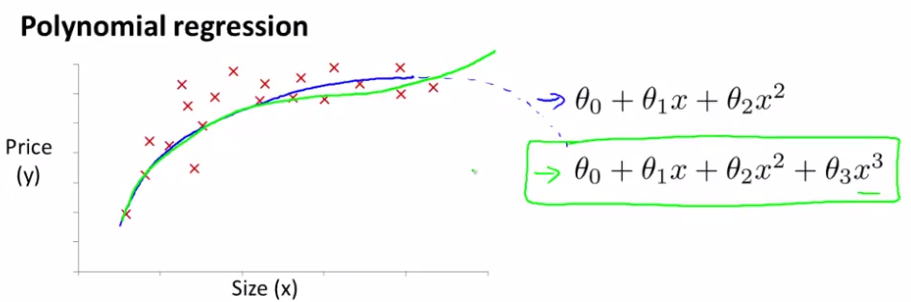 Polynomial regression
Price
(y)
Size (x)
→ θ₀ + θ₁x + θ₂x²
→ θ₀ + θ₁x + θ₂x² + θ₃x³